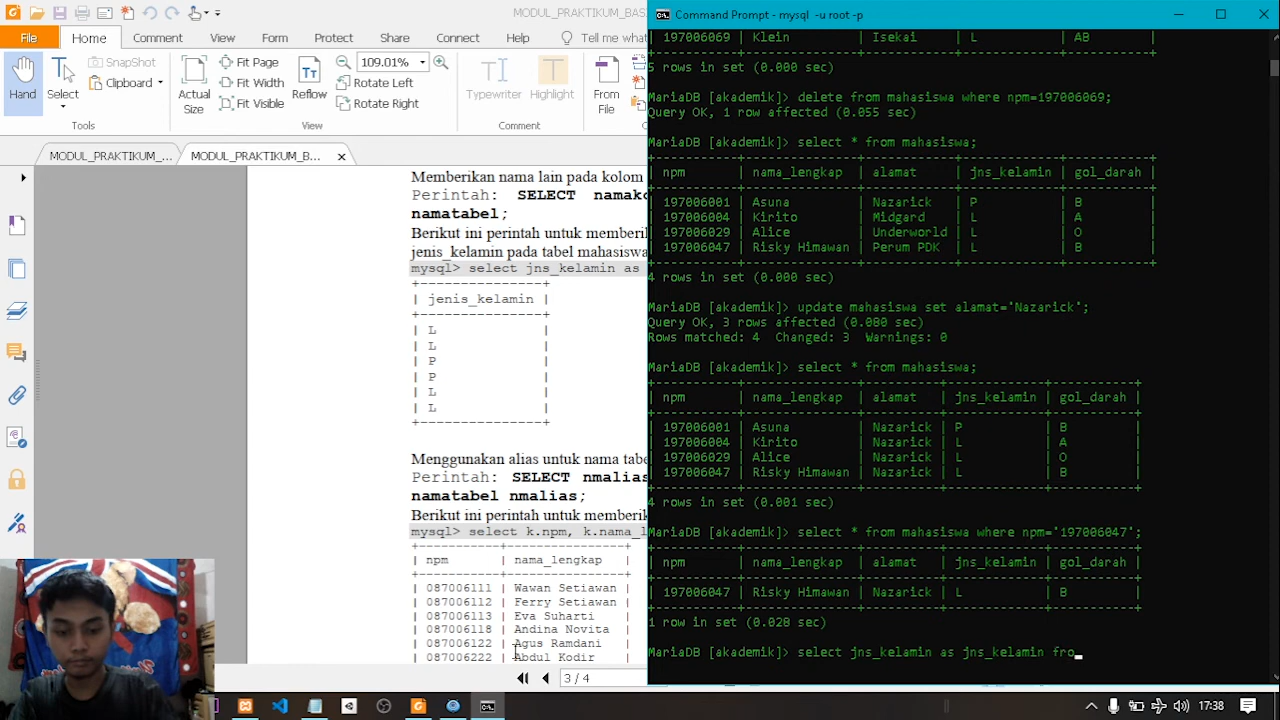 MODUL_PRAKTIKUM_BAS
File Home Comment View Form Protect Share Connect Help Tell me
Hand
Select
SnapShot
Clipboard
Actual Size
Fit Page
Fit Width
Fit Visible
Reflow
109.01%
Rotate Left
Rotate Right
Typewriter
Highlight
From File
Tools View Comment
MODUL_PRAKTIKUM_... MODUL_PRAKTIKUM_B...
Memberikan nama lain pada kolom
Perintah: SELECT namako
namatabel;
Berikut ini perintah untuk memberik
jenis_kelamin pada tabel mahasiswa
mysql> select jns_kelamin as
+---------------+
| jenis_kelamin |
+---------------+
| L |
| L |
| P |
| P |
| L |
| L |
+---------------+
Menggunakan alias untuk nama tabe
Perintah: SELECT nmalias
namatabel nmalias;
Berikut ini perintah untuk memberik
mysql> select k.npm, k.nama_l
| npm | nama_lengkap |
| 087006111 | Wawan Setiawan |
| 087006112 | Ferry Setiawan |
| 087006113 | Eva Suharti |
| 087006118 | Andina Novita |
| 087006122 | Agus Ramdani |
| 087006222 | Abdul Kodir |
3 / 4
Command Prompt - mysql -u root -p
| 197006069 | Klein | Isekai | L | AB |
5 rows in set (0.000 sec)
MariaDB [akademik]> delete from mahasiswa where npm=197006069;
Query OK, 1 row affected (0.055 sec)
MariaDB [akademik]> select * from mahasiswa;
| npm | nama_lengkap | alamat | jns_kelamin | gol_darah |
| 197006001 | Asuna | Nazarick | P | B |
| 197006004 | Kirito | Midgard | L | A |
| 197006029 | Alice | Underworld | L | O |
| 197006047 | Risky Himawan | Perum PDK | L | B |
4 rows in set (0.000 sec)
MariaDB [akademik]> update mahasiswa set alamat='Nazarick';
Query OK, 3 rows affected (0.080 sec)
Rows matched: 4 Changed: 3 Warnings: 0
MariaDB [akademik]> select * from mahasiswa;
| npm | nama_lengkap | alamat | jns_kelamin | gol_darah |
| 197006001 | Asuna | Nazarick | P | B |
| 197006004 | Kirito | Nazarick | L | A |
| 197006029 | Alice | Nazarick | L | O |
| 197006047 | Risky Himawan | Nazarick | L | B |
4 rows in set (0.001 sec)
MariaDB [akademik]> select * from mahasiswa where npm='197006047';
| npm | nama_lengkap | alamat | jns_kelamin | gol_darah |
| 197006047 | Risky Himawan | Nazarick | L | B |
1 row in set (0.028 sec)
MariaDB [akademik]> select jns_kelamin as jns_kelamin fro
17:38